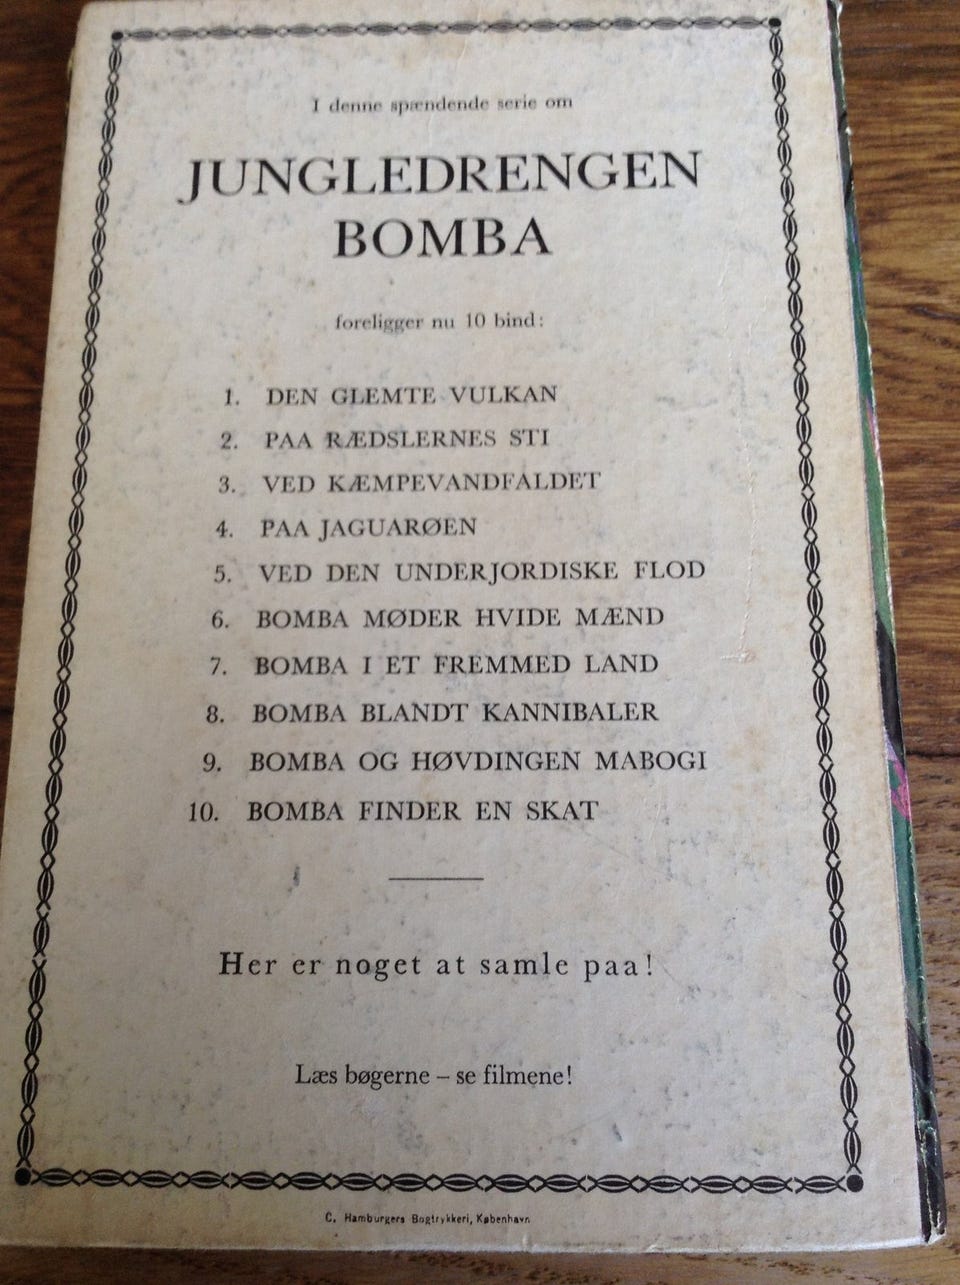 I denne spændende serie om
JUNGLEDRENGEN
BOMBA
foreligger nu 10 bind:
1. DEN GLEMTE VULKAN
2. PAA RÆDSLERNES STI
3. VED KÆMPEVANDFALDET
4. PAA JAGUARØEN
5. VED DEN UNDERJORDISKE FLOD
6. BOMBA MØDER HVIDE MÆND
7. BOMBA I ET FREMMED LAND
8. BOMBA BLANDT KANNIBALER
9. BOMBA OG HØVDINGEN MABOGI
10. BOMBA FINDER EN SKAT
Her er noget at samle paa!
Læs bøgerne – se filmene!
C. Hamburgers Bogtrykkeri, København